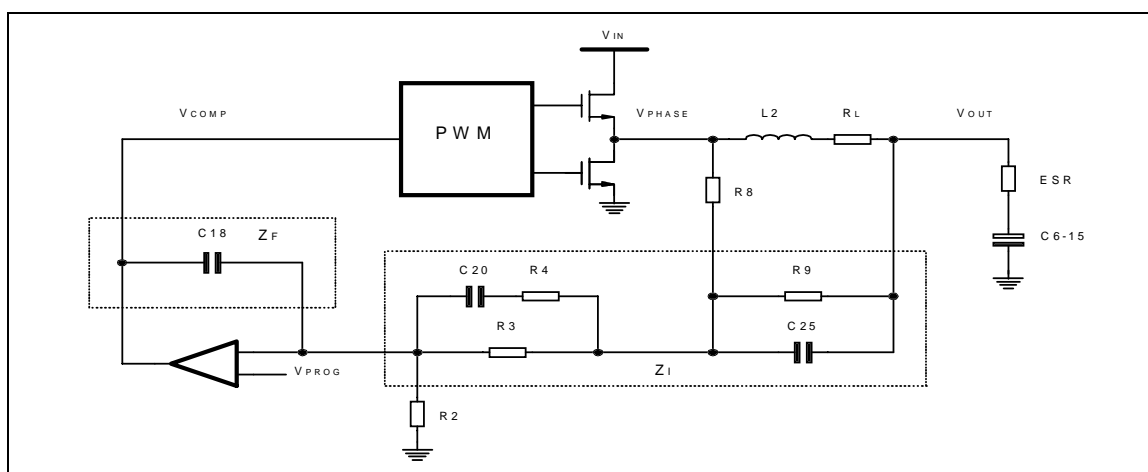 VIN
VCOMP
PWM
VPHASE
L2
RL
VOUT
R8
ESR
C18
ZF
C6-15
C20
R4
R9
R3
C25
VPROG
ZI
R2